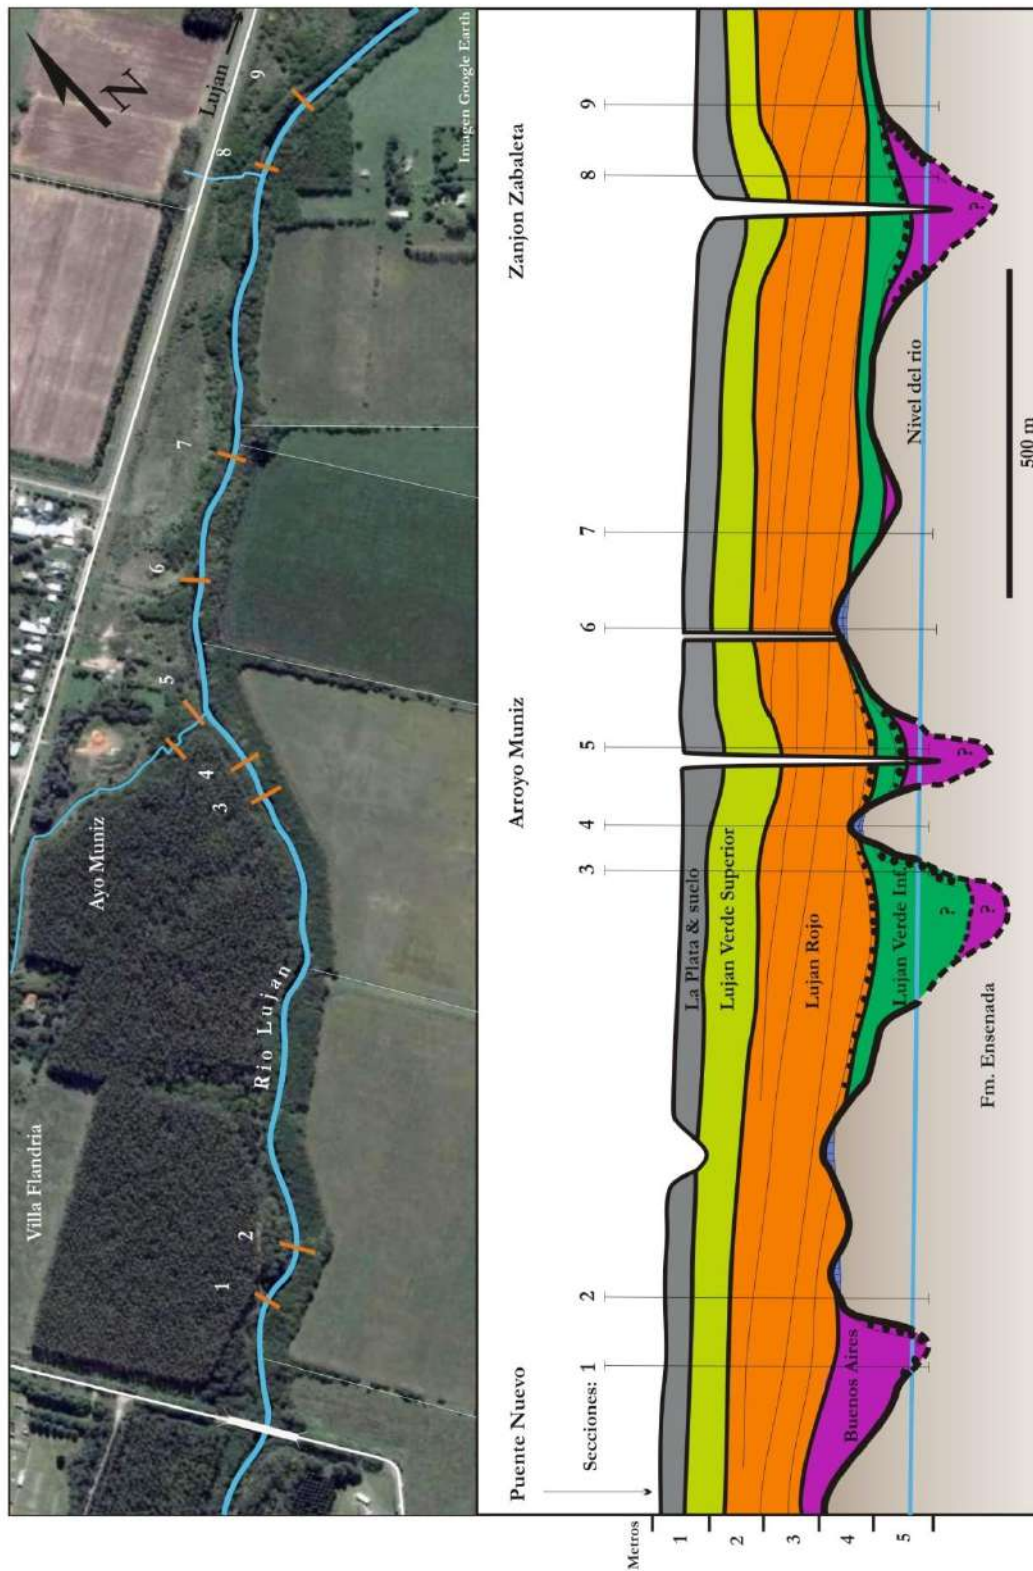 Villa Flandria
Ayo Muniz
Rio Lujan
Lujan
N
1
2
3
4
5
6
7
8
9
Imagen Google Earth
Puente Nuevo
Arroyo Muniz
Zanjon Zabaleta
Secciones:
1
2
3
4
5
6
7
8
9
Metros
1
2
3
4
5
La Plata & suelo
Lujan Verde Superior
Lujan Rojo
Lujan Verde Inf.
?
?
?
?
Buenos Aires
Nivel del rio
Fm. Ensenada
500 m